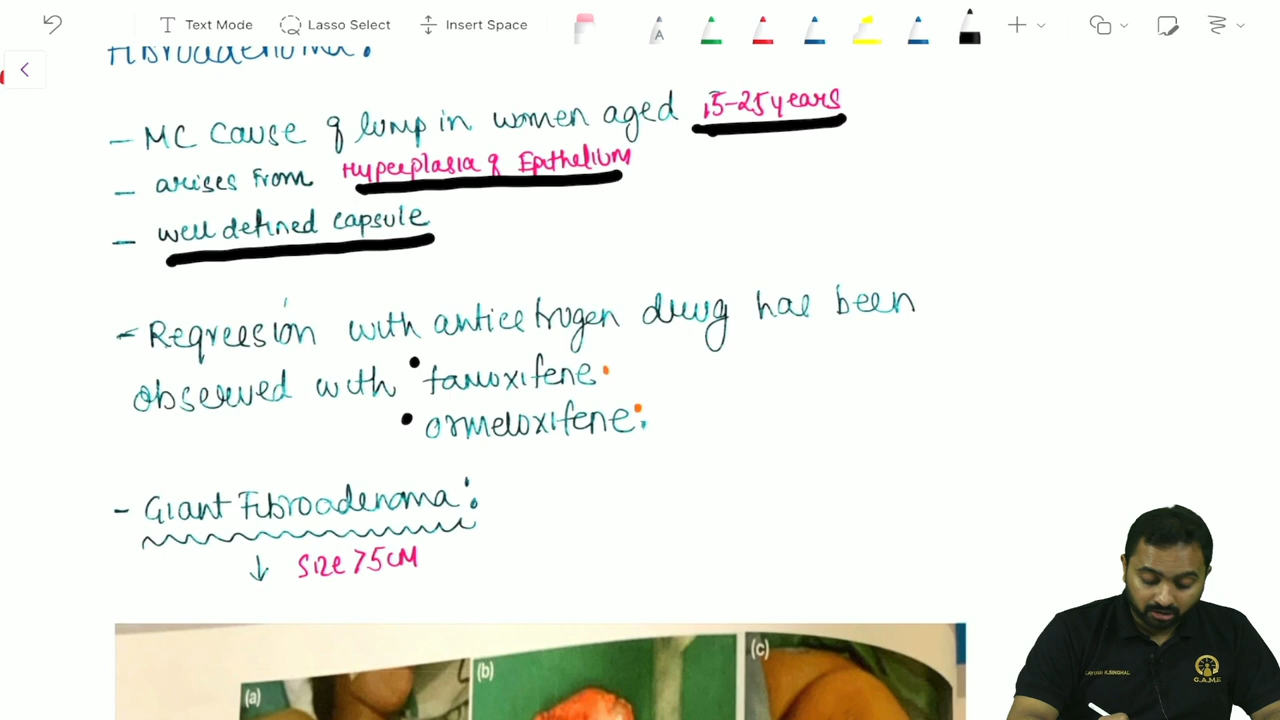 Text Mode Lasso Select Insert Space
Fibroadenoma:
- MC cause of lump in women aged 15-25 years
- arises from Hyperplasia of Epithelium
- well defined capsule
- Regression with antiestrogen drug has been
observed with • tamoxifene.
• ormeloxifene:
- Giant Fibroadenoma:
↓ Size >5cm
(a) (b) (c)
G.A.M.E